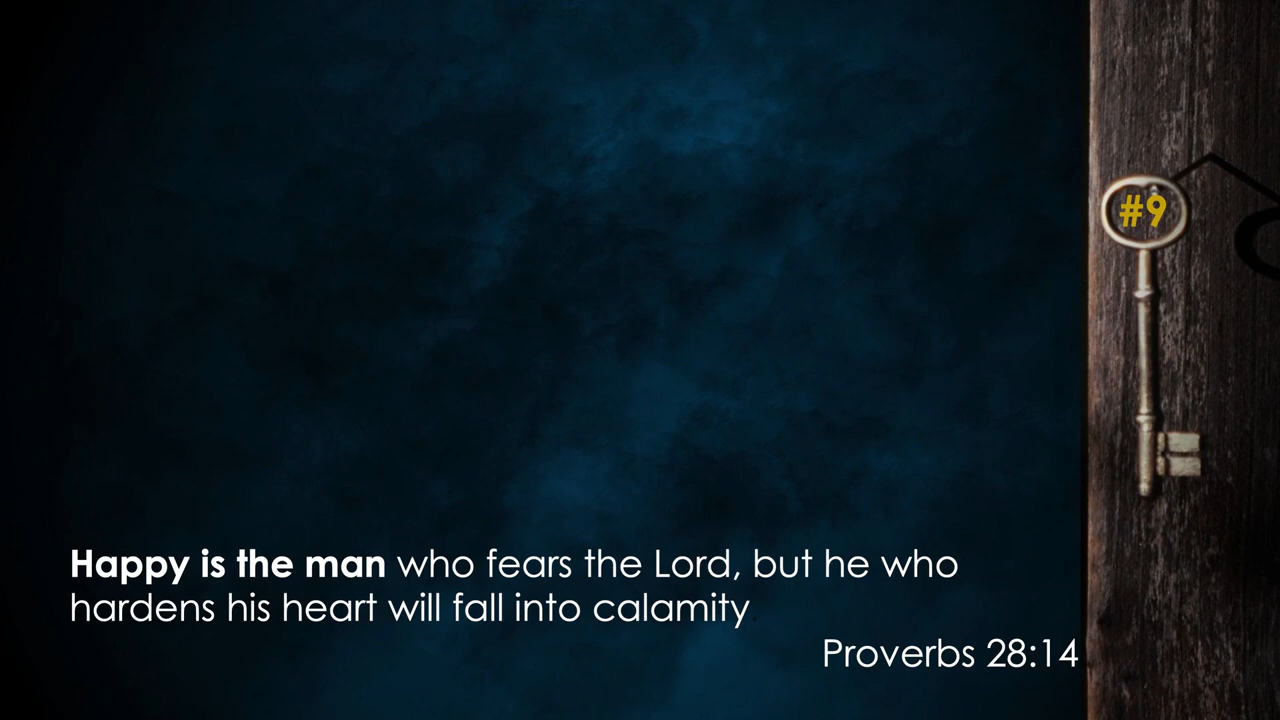 #9
Happy is the man who fears the Lord, but he who
hardens his heart will fall into calamity
Proverbs 28:14